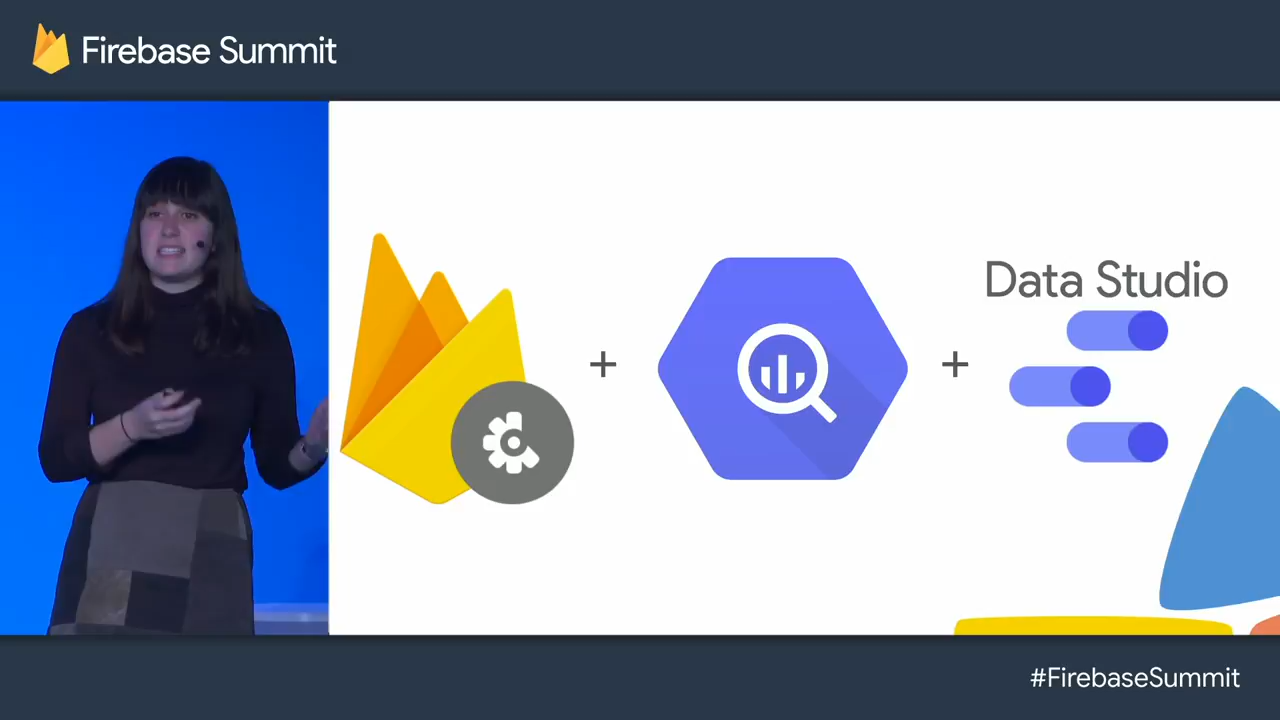 Firebase Summit
Data Studio
+
+
#FirebaseSummit